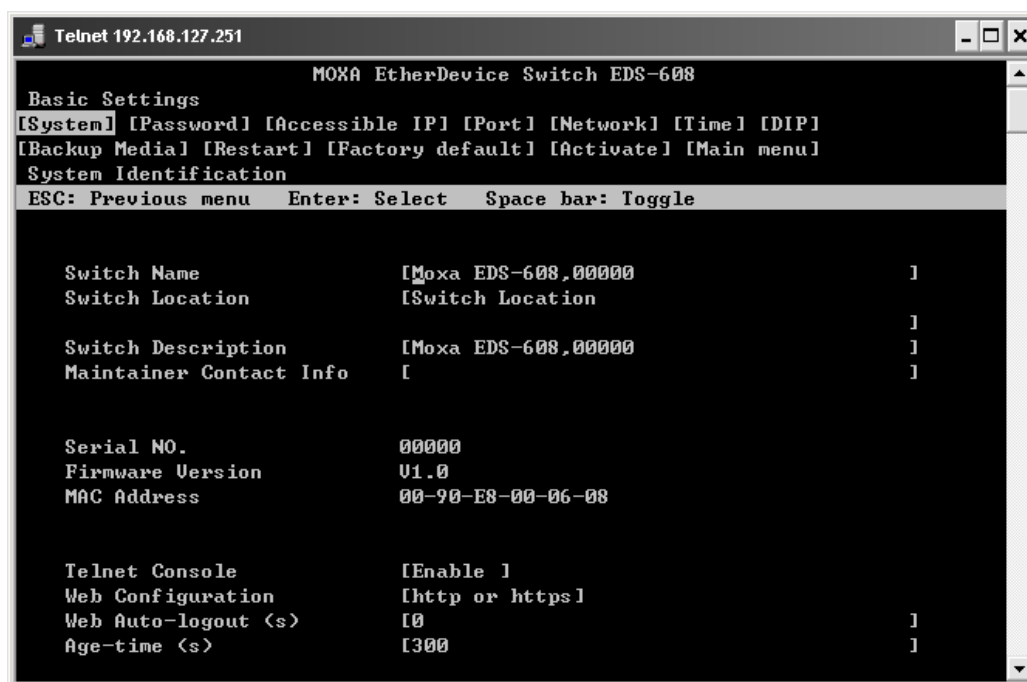 Telnet 192.168.127.251
MOXA EtherDevice Switch EDS-608
Basic Settings
[System] [Password] [Accessible IP] [Port] [Network] [Time] [DIP]
[Backup Media] [Restart] [Factory default] [Activate] [Main menu]
System Identification
ESC: Previous menu Enter: Select Space bar: Toggle
Switch Name [Moxa EDS-608,00000 ]
Switch Location [Switch Location
]
Switch Description [Moxa EDS-608,00000 ]
Maintainer Contact Info [ ]
Serial NO. 00000
Firmware Version V1.0
MAC Address 00-90-E8-00-06-08
Telnet Console [Enable ]
Web Configuration [http or https]
Web Auto-logout (s) [0 ]
Age-time (s) [300 ]